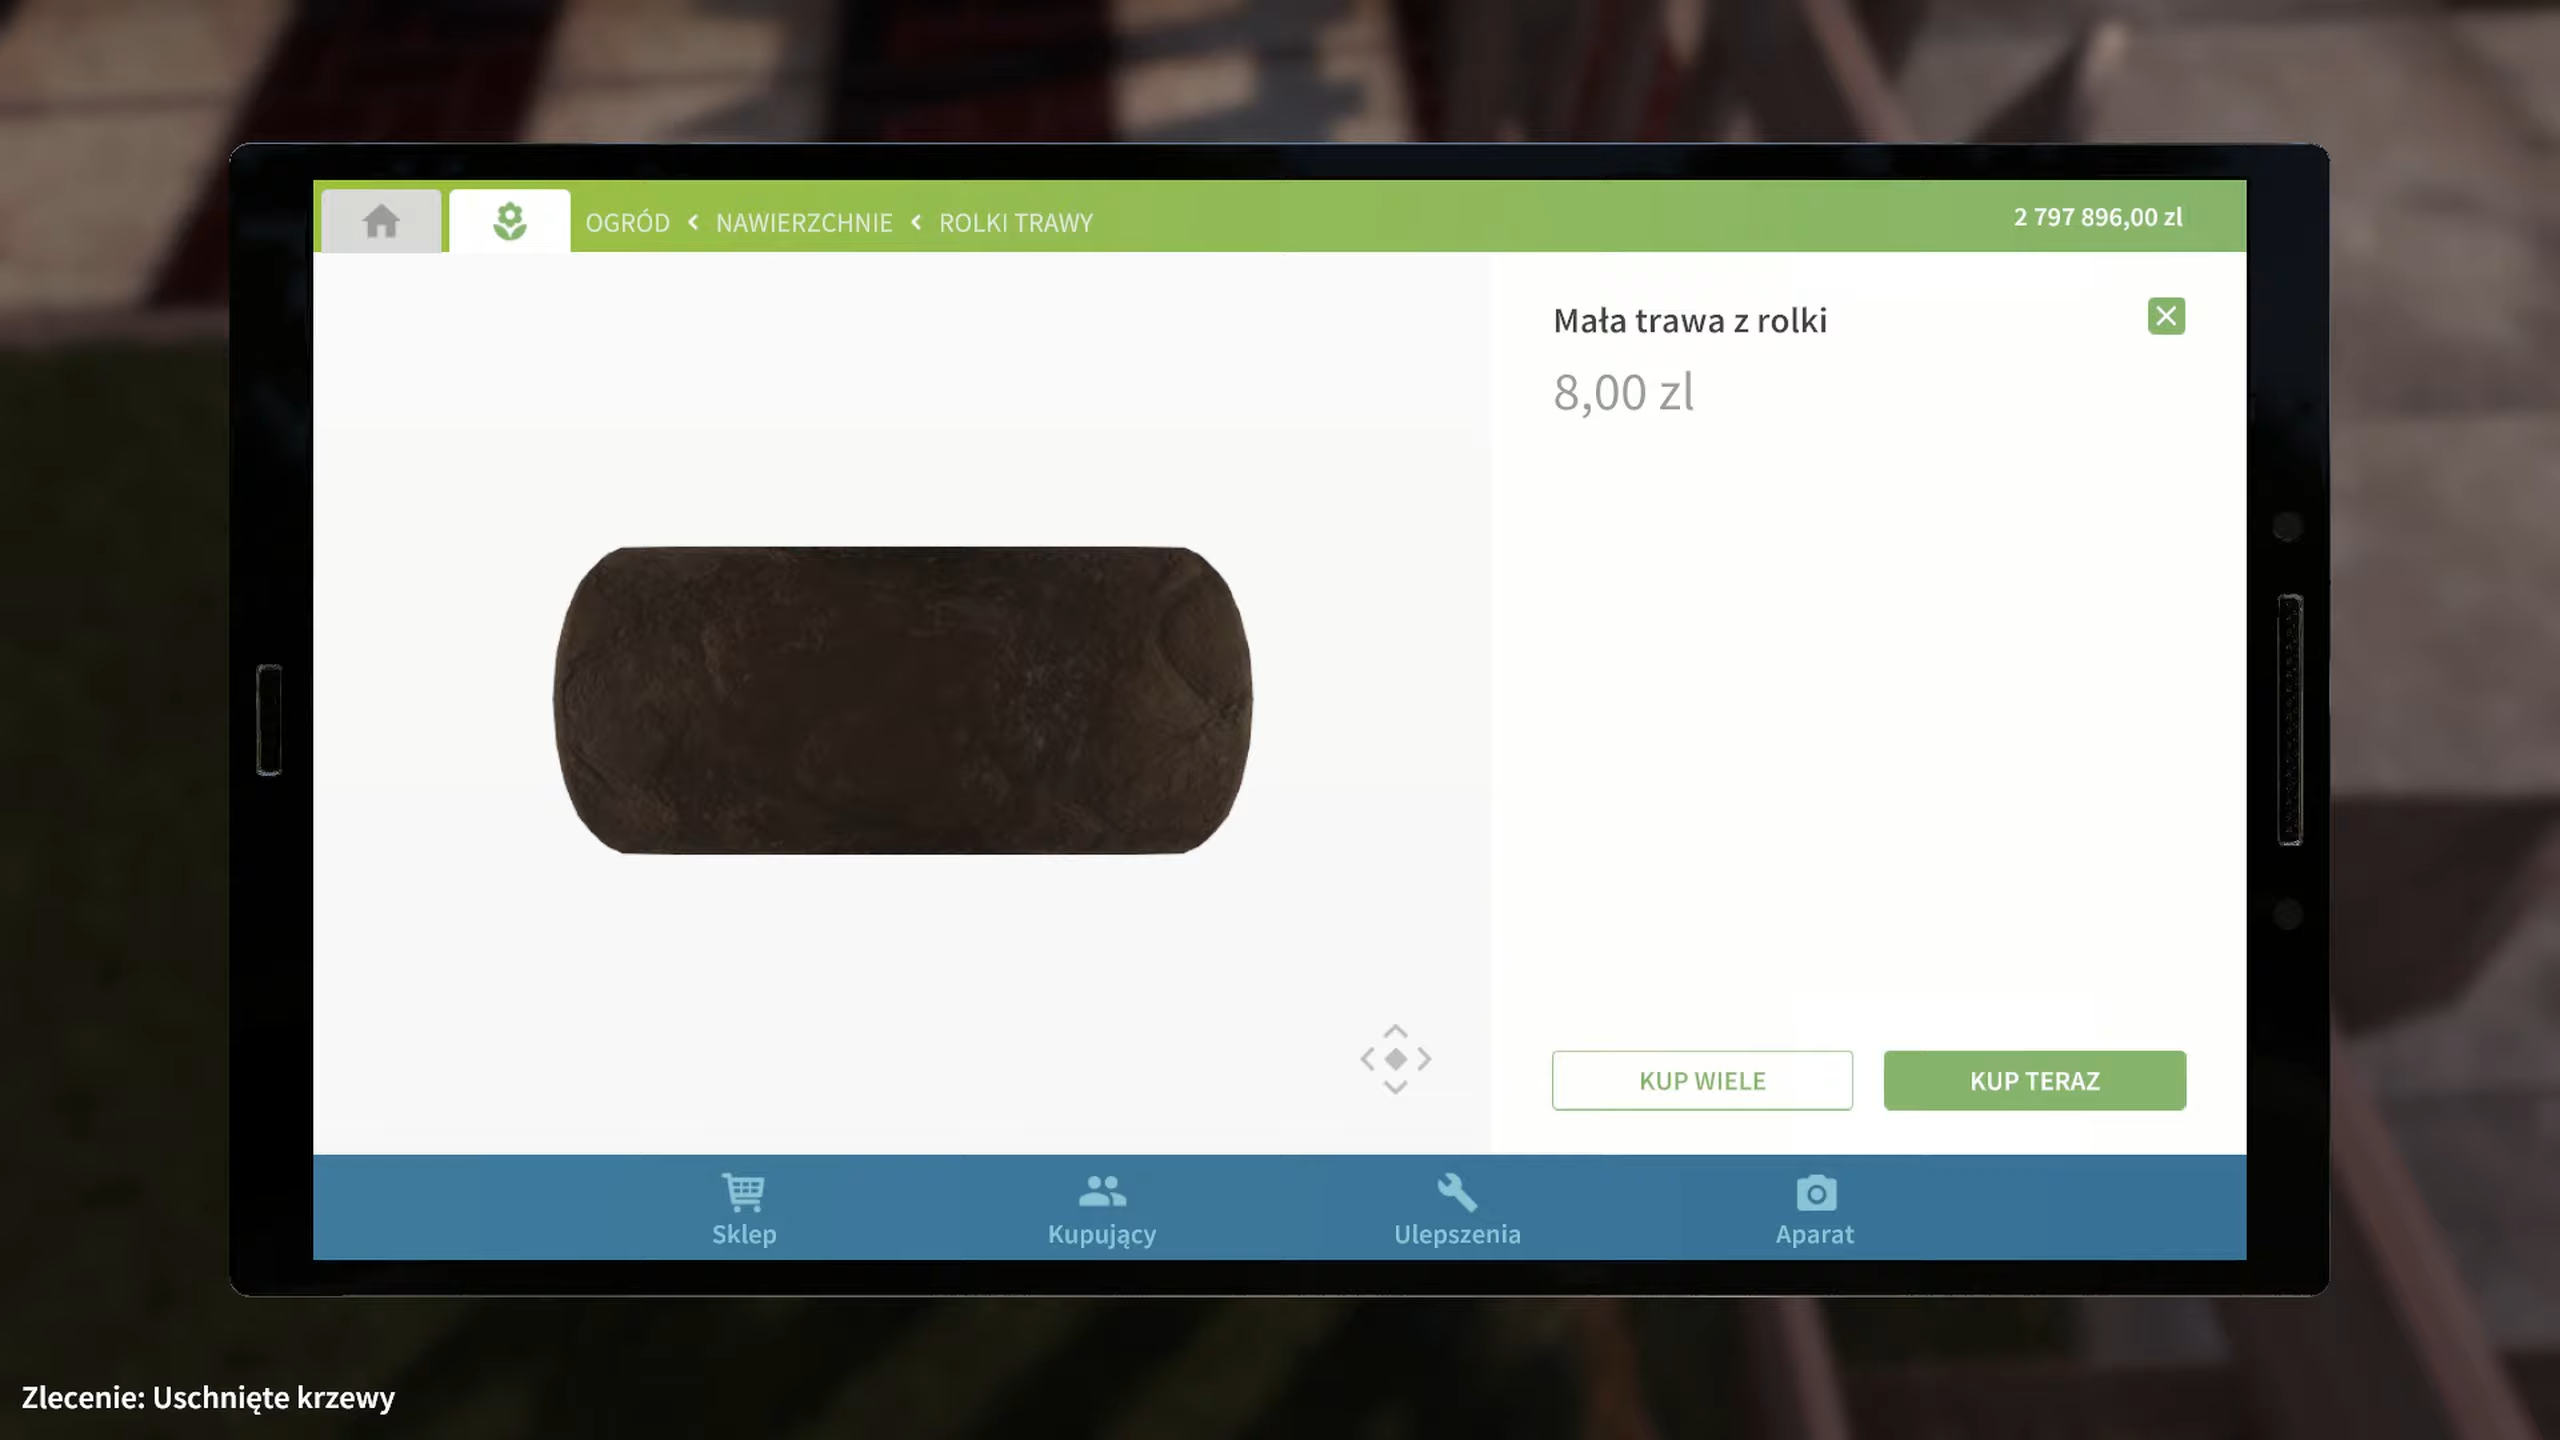 OGRÓD < NAWIERZCHNIE < ROLKI TRAWY
2 797 896,00 zl
Mała trawa z rolki
8,00 zl
KUP WIELE
KUP TERAZ
Sklep
Kupujący
Ulepszenia
Aparat
Zlecenie: Uschnięte krzewy